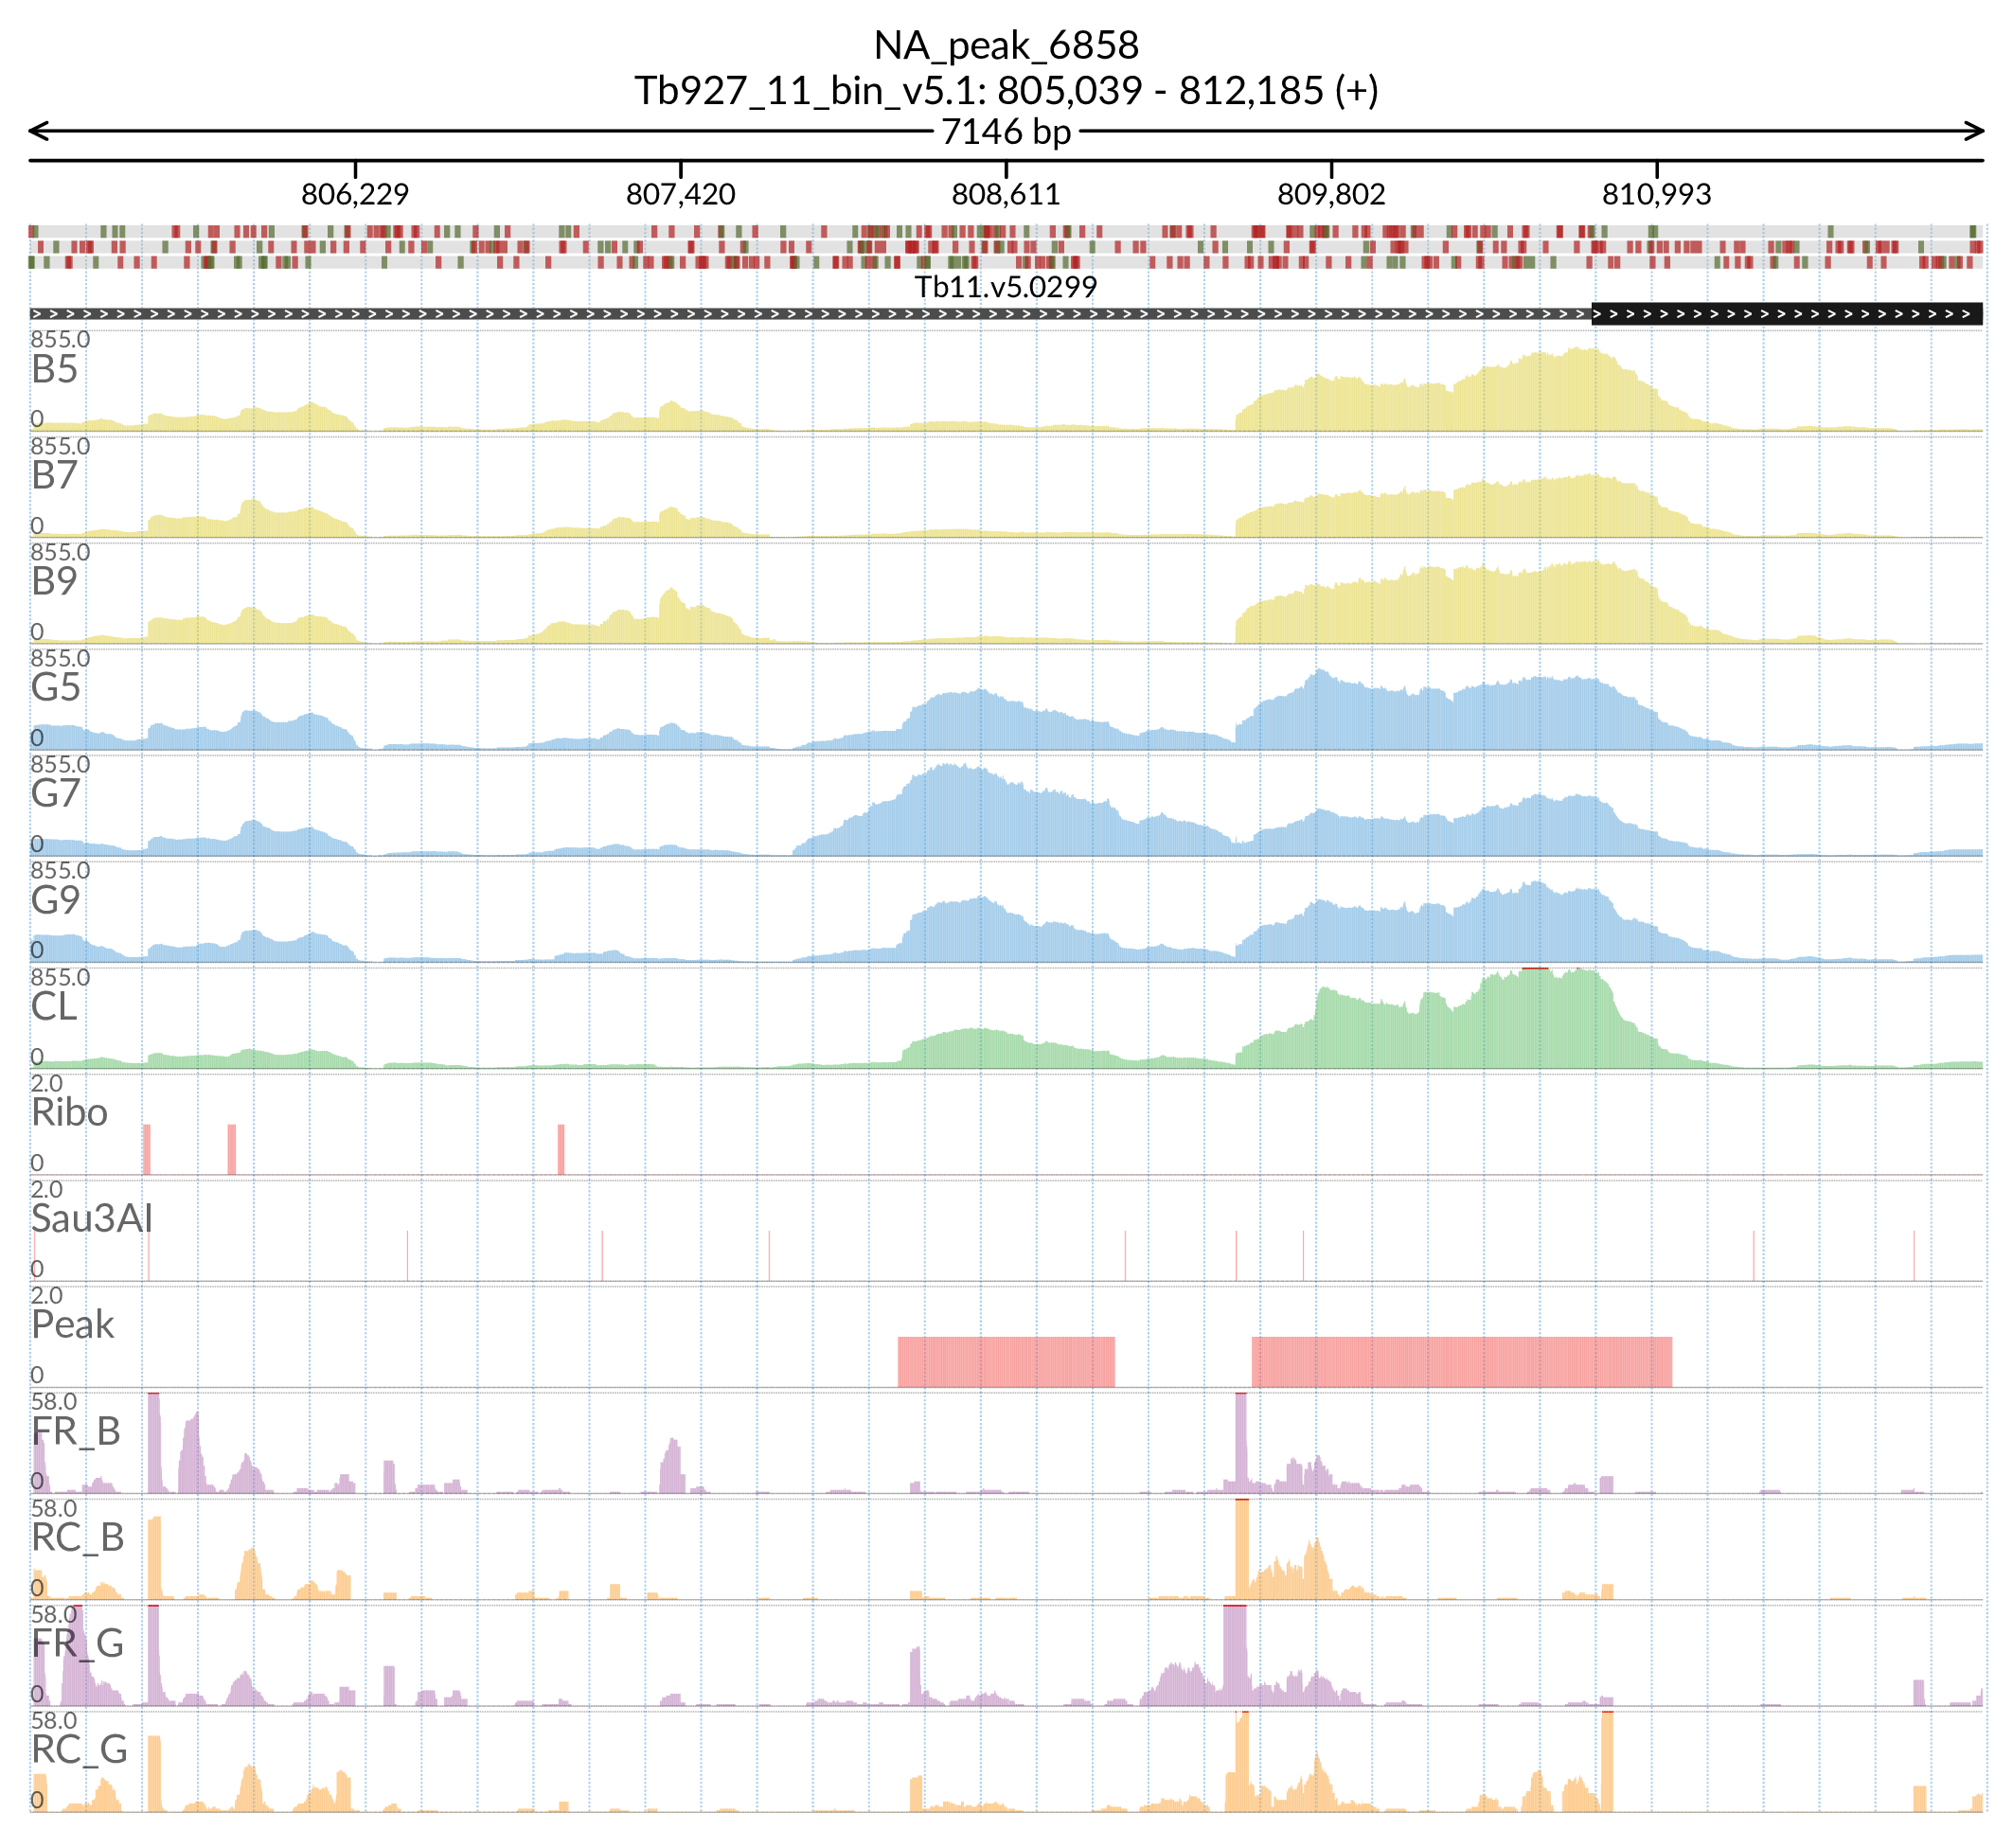 NA_peak_6858
Tb927_11_bin_v5.1: 805,039 - 812,185 (+)
7146 bp
806,229 807,420 808,611 809,802 810,993
Tb11.v5.0299
855.0
B5
0
855.0
B7
0
855.0
B9
0
855.0
G5
0
855.0
G7
0
855.0
G9
0
855.0
CL
0
2.0
Ribo
0
2.0
Sau3AI
0
2.0
Peak
0
58.0
FR_B
0
58.0
RC_B
0
58.0
FR_G
0
58.0
RC_G
0